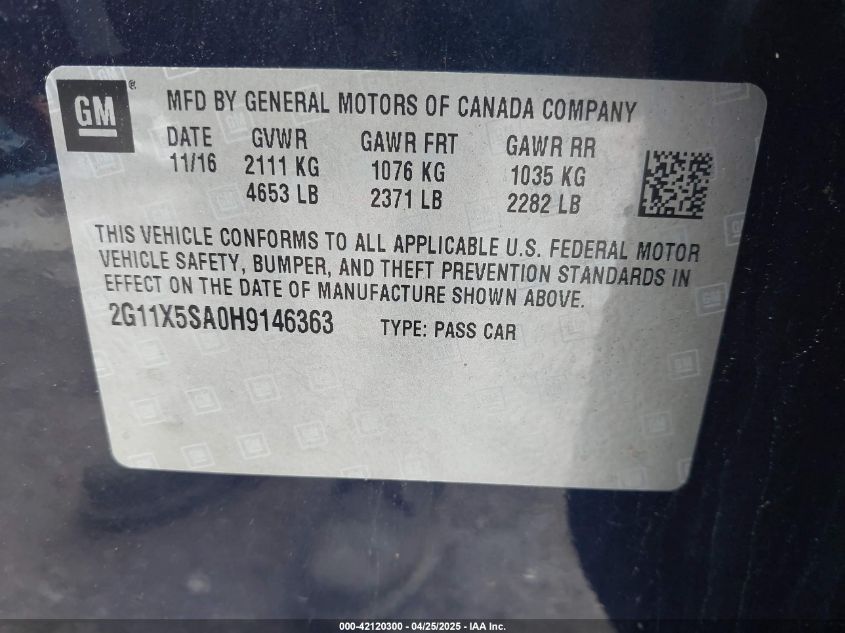 GM ®
MFD BY GENERAL MOTORS OF CANADA COMPANY
DATE GVWR GAWR FRT GAWR RR
11/16 2111 KG 1076 KG 1035 KG
4653 LB 2371 LB 2282 LB
THIS VEHICLE CONFORMS TO ALL APPLICABLE U.S. FEDERAL MOTOR
VEHICLE SAFETY, BUMPER, AND THEFT PREVENTION STANDARDS IN
EFFECT ON THE DATE OF MANUFACTURE SHOWN ABOVE.
2G11X5SA0H9146363 TYPE: PASS CAR
000-42120300 - 04/25/2025 - IAA Inc.